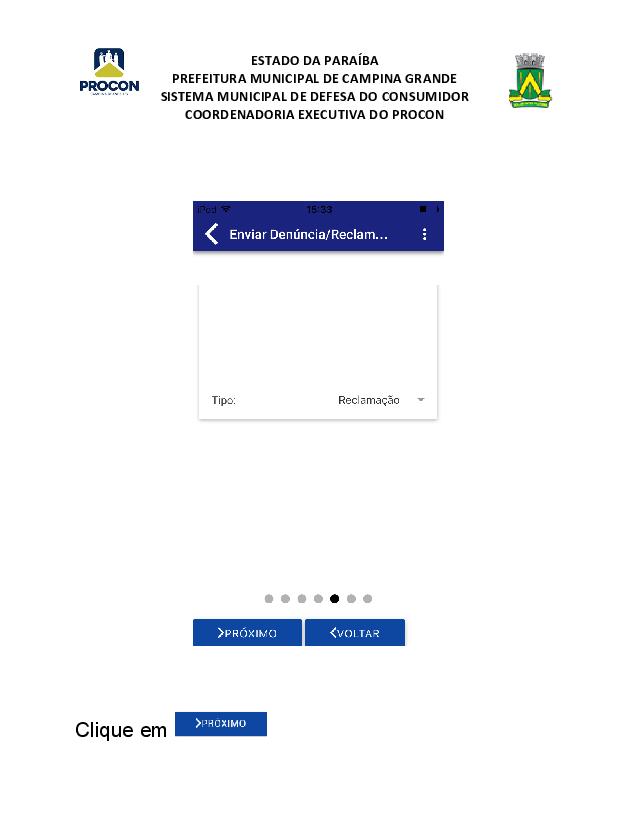 PROCON
ESTADO DA PARAÍBA
PREFEITURA MUNICIPAL DE CAMPINA GRANDE
SISTEMA MUNICIPAL DE DEFESA DO CONSUMIDOR
COORDENADORIA EXECUTIVA DO PROCON
iPod 15:33
Enviar Denúncia/Reclam...
Tipo: Reclamação
PRÓXIMO VOLTAR
Clique em PRÓXIMO